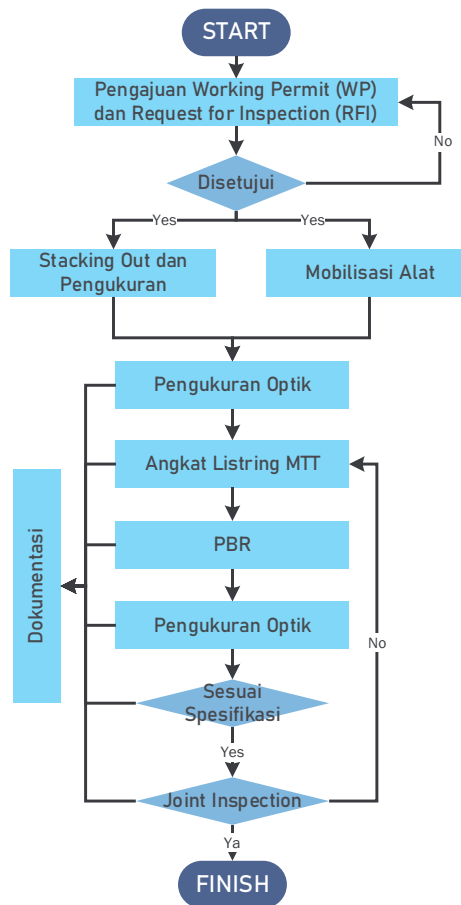 START
Pengajuan Working Permit (WP)
dan Request for Inspection (RFI)
No
Disetujui
Yes
Yes
Stacking Out dan
Pengukuran
Mobilisasi Alat
Pengukuran Optik
Angkat Listring MTT
Dokumentasi
PBR
Pengukuran Optik
No
Sesuai
Spesifikasi
Yes
Joint Inspection
Ya
FINISH